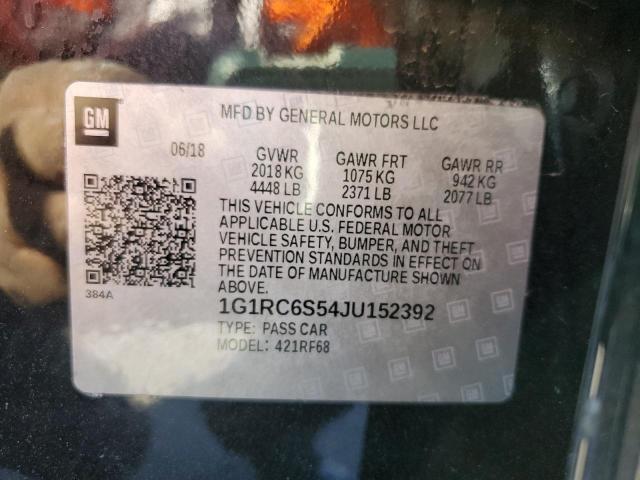 GM
MFD BY GENERAL MOTORS LLC
06/18
GVWR GAWR FRT GAWR RR
2018 KG 1075 KG 942 KG
4448 LB 2371 LB 2077 LB
THIS VEHICLE CONFORMS TO ALL
APPLICABLE U.S. FEDERAL MOTOR
VEHICLE SAFETY, BUMPER, AND THEFT
PREVENTION STANDARDS IN EFFECT ON
THE DATE OF MANUFACTURE SHOWN
ABOVE.
384A
1G1RC6S54JU152392
TYPE: PASS CAR
MODEL: 421RF68